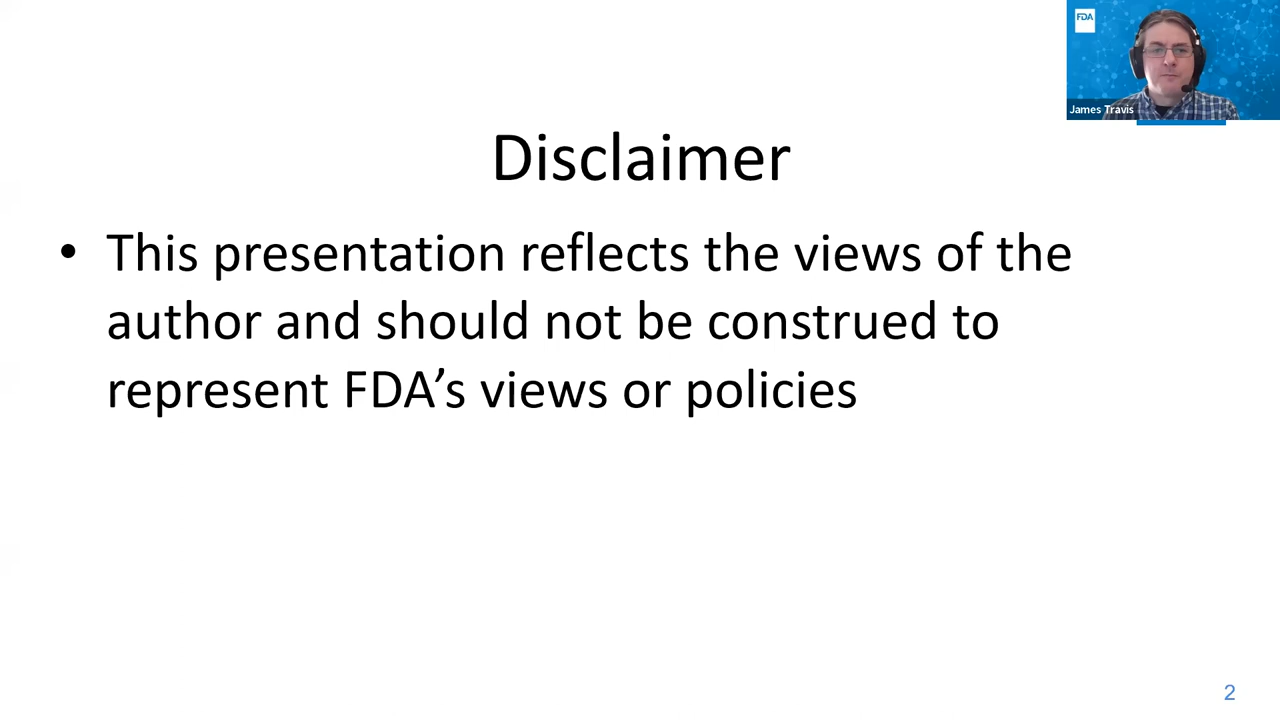 FDA
James Travis
Disclaimer
• This presentation reflects the views of the
author and should not be construed to
represent FDA’s views or policies
2